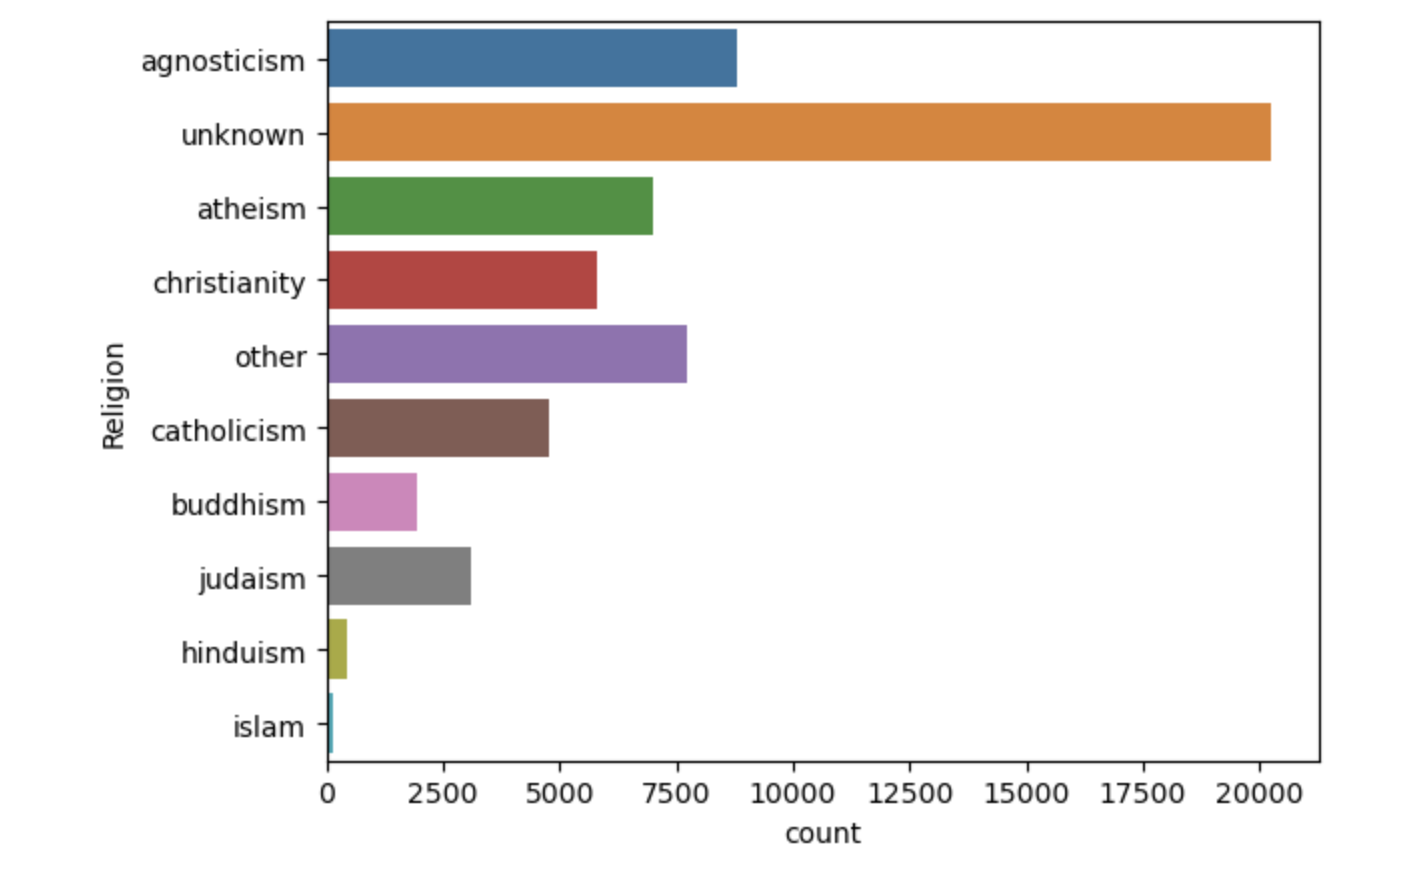 agnosticism
unknown
atheism
christianity
other
catholicism
buddhism
judaism
hinduism
islam
Religion
0 2500 5000 7500 10000 12500 15000 17500 20000
count